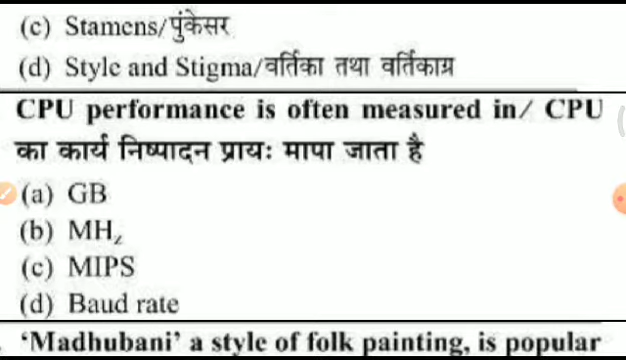 (c) Stamens/पुंकेसर
(d) Style and Stigma/वर्तिका तथा वर्तिकाग्र
CPU performance is often measured in/ CPU
का कार्य निष्पादन प्रायः मापा जाता है
(a) GB
(b) MHz
(c) MIPS
(d) Baud rate
‘Madhubani’ a style of folk painting, is popular